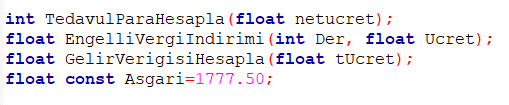 int TedavulParaHesapla(float netucret);
float EngelliVergiIndirimi(int Der, float Ucret);
float GelirVerigisiHesapla(float tUcret);
float const Asgari=1777.50;